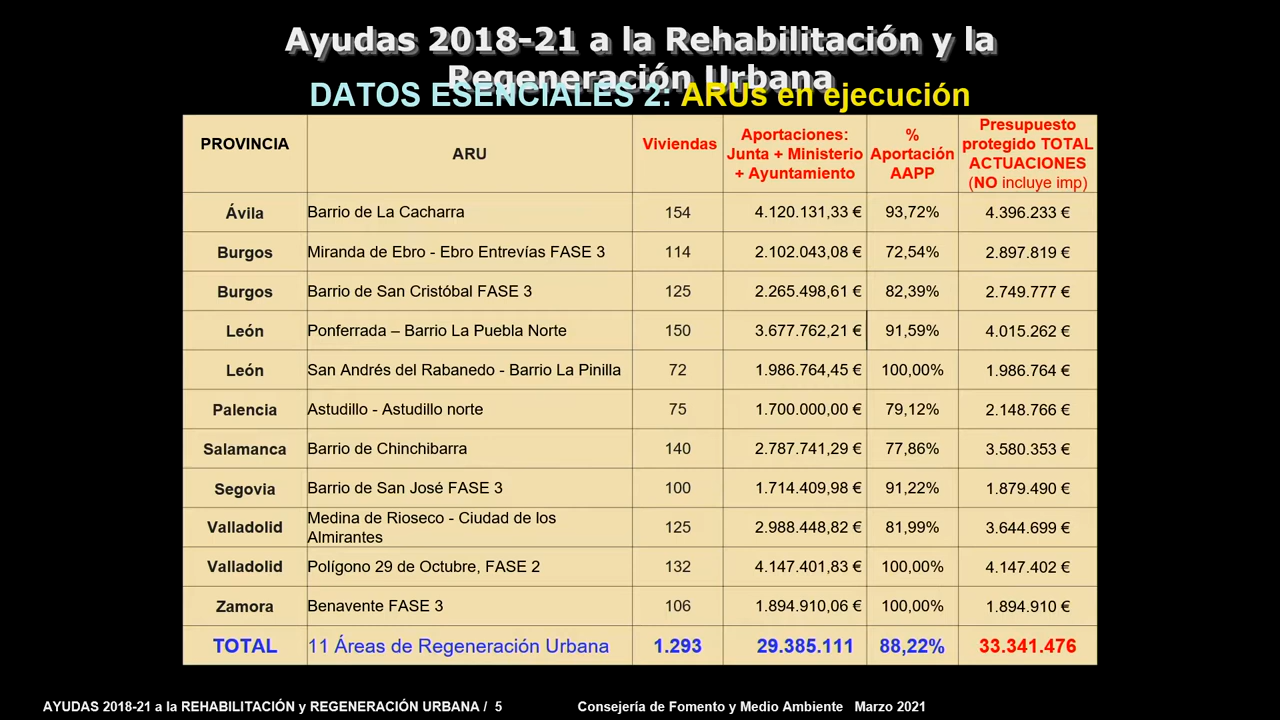 Ayudas 2018-21 a la Rehabilitación y la
Regeneración Urbana
DATOS ESENCIALES 2: ARUs en ejecución
PROVINCIA ARU Viviendas Aportaciones: Junta + Ministerio + Ayuntamiento % Aportación AAPP Presupuesto protegido TOTAL ACTUACIONES (NO incluye imp)
Ávila Barrio de La Cacharra 154 4.120.131,33 € 93,72% 4.396.233 €
Burgos Miranda de Ebro - Ebro Entrevías FASE 3 114 2.102.043,08 € 72,54% 2.897.819 €
Burgos Barrio de San Cristóbal FASE 3 125 2.265.498,61 € 82,39% 2.749.777 €
León Ponferrada – Barrio La Puebla Norte 150 3.677.762,21 € 91,59% 4.015.262 €
León San Andrés del Rabanedo - Barrio La Pinilla 72 1.986.764,45 € 100,00% 1.986.764 €
Palencia Astudillo - Astudillo norte 75 1.700.000,00 € 79,12% 2.148.766 €
Salamanca Barrio de Chinchibarra 140 2.787.741,29 € 77,86% 3.580.353 €
Segovia Barrio de San José FASE 3 100 1.714.409,98 € 91,22% 1.879.490 €
Valladolid Medina de Rioseco - Ciudad de los Almirantes 125 2.988.448,82 € 81,99% 3.644.699 €
Valladolid Polígono 29 de Octubre, FASE 2 132 4.147.401,83 € 100,00% 4.147.402 €
Zamora Benavente FASE 3 106 1.894.910,06 € 100,00% 1.894.910 €
TOTAL 11 Áreas de Regeneración Urbana 1.293 29.385.111 88,22% 33.341.476
AYUDAS 2018-21 a la REHABILITACIÓN y REGENERACIÓN URBANA / 5 Consejería de Fomento y Medio Ambiente Marzo 2021